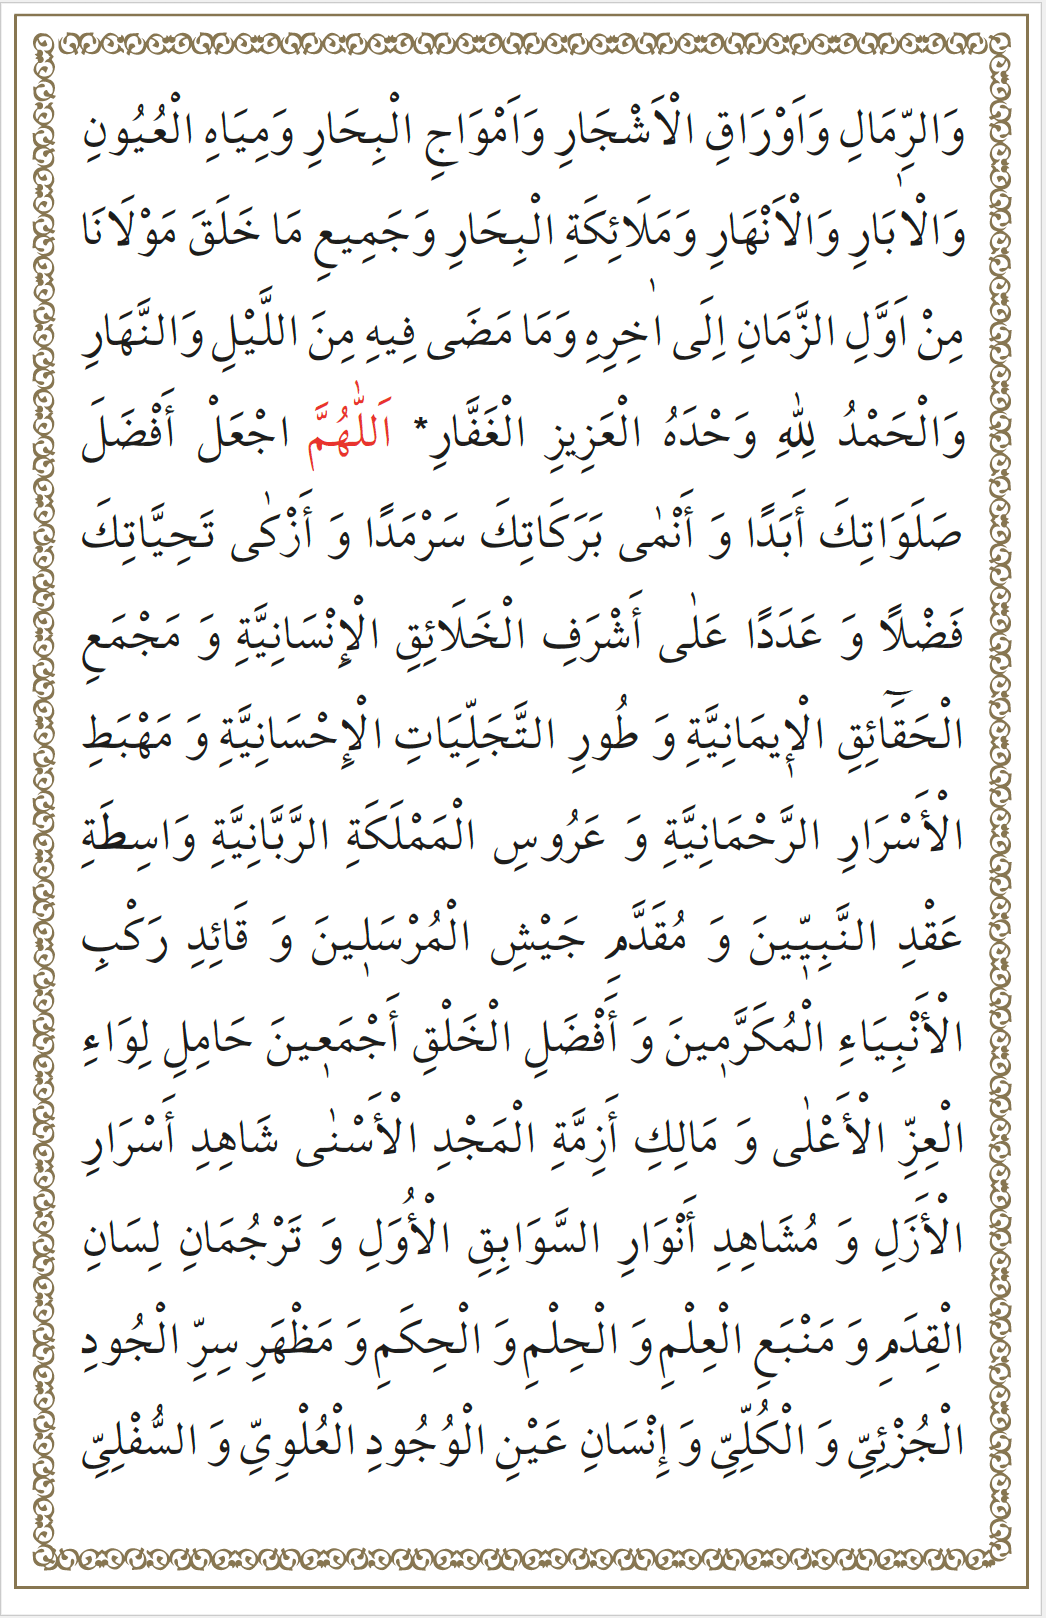 وَالرِّمَالِ وَاَوْرَاقِ الْاَشْجَارِ وَاَمْوَاجِ الْبِحَارِ وَمِيَاهِ الْعُيُونِ
وَالْاٰبَارِ وَالْاَنْهَارِ وَمَلَائِكَةِ الْبِحَارِ وَجَمِيعِ مَا خَلَقَ مَوْلَانَا
مِنْ اَوَّلِ الزَّمَانِ اِلَى اٰخِرِهِ وَمَا مَضَى فِيهِ مِنَ اللَّيْلِ وَالنَّهَارِ
وَالْحَمْدُ لِلّٰهِ وَحْدَهُ الْعَزِيزِ الْغَفَّارِ* اَللّٰهُمَّ اجْعَلْ أَفْضَلَ
صَلَوَاتِكَ أَبَدًا وَ أَنْمٰى بَرَكَاتِكَ سَرْمَدًا وَ أَزْكٰى تَحِيَّاتِكَ
فَضْلًا وَ عَدَدًا عَلٰى أَشْرَفِ الْخَلَائِقِ الْإِنْسَانِيَّةِ وَ مَجْمَعِ
الْحَقَٓائِقِ الْإٖيمَانِيَّةِ وَ طُورِ التَّجَلِّيَاتِ الْإِحْسَانِيَّةِ وَ مَهْبَطِ
الْأَسْرَارِ الرَّحْمَانِيَّةِ وَ عَرُوسِ الْمَمْلَكَةِ الرَّبَّانِيَّةِ وَاسِطَةِ
عَقْدِ النَّبِيّٖينَ وَ مُقَدَّمِ جَيْشِ الْمُرْسَلٖينَ وَ قَائِدِ رَكْبِ
الْأَنْبِيَاءِ الْمُكَرَّمٖينَ وَ أَفْضَلِ الْخَلْقِ أَجْمَعٖينَ حَامِلِ لِوَاءِ
الْعِزِّ الْأَعْلٰى وَ مَالِكِ أَزِمَّةِ الْمَجْدِ الْأَسْنٰى شَاهِدِ أَسْرَارِ
الْأَزَلِ وَ مُشَاهِدِ أَنْوَارِ السَّوَابِقِ الْأُوَلِ وَ تَرْجُمَانِ لِسَانِ
الْقِدَمِ وَ مَنْبَعِ الْعِلْمِ وَ الْحِلْمِ وَ الْحِكَمِ وَ مَظْهَرِ سِرِّ الْجُودِ
الْجُزْئِيِّ وَ الْكُلِّيِّ وَ إِنْسَانِ عَيْنِ الْوُجُودِ الْعُلْوِيِّ وَ السُّفْلِيِّ